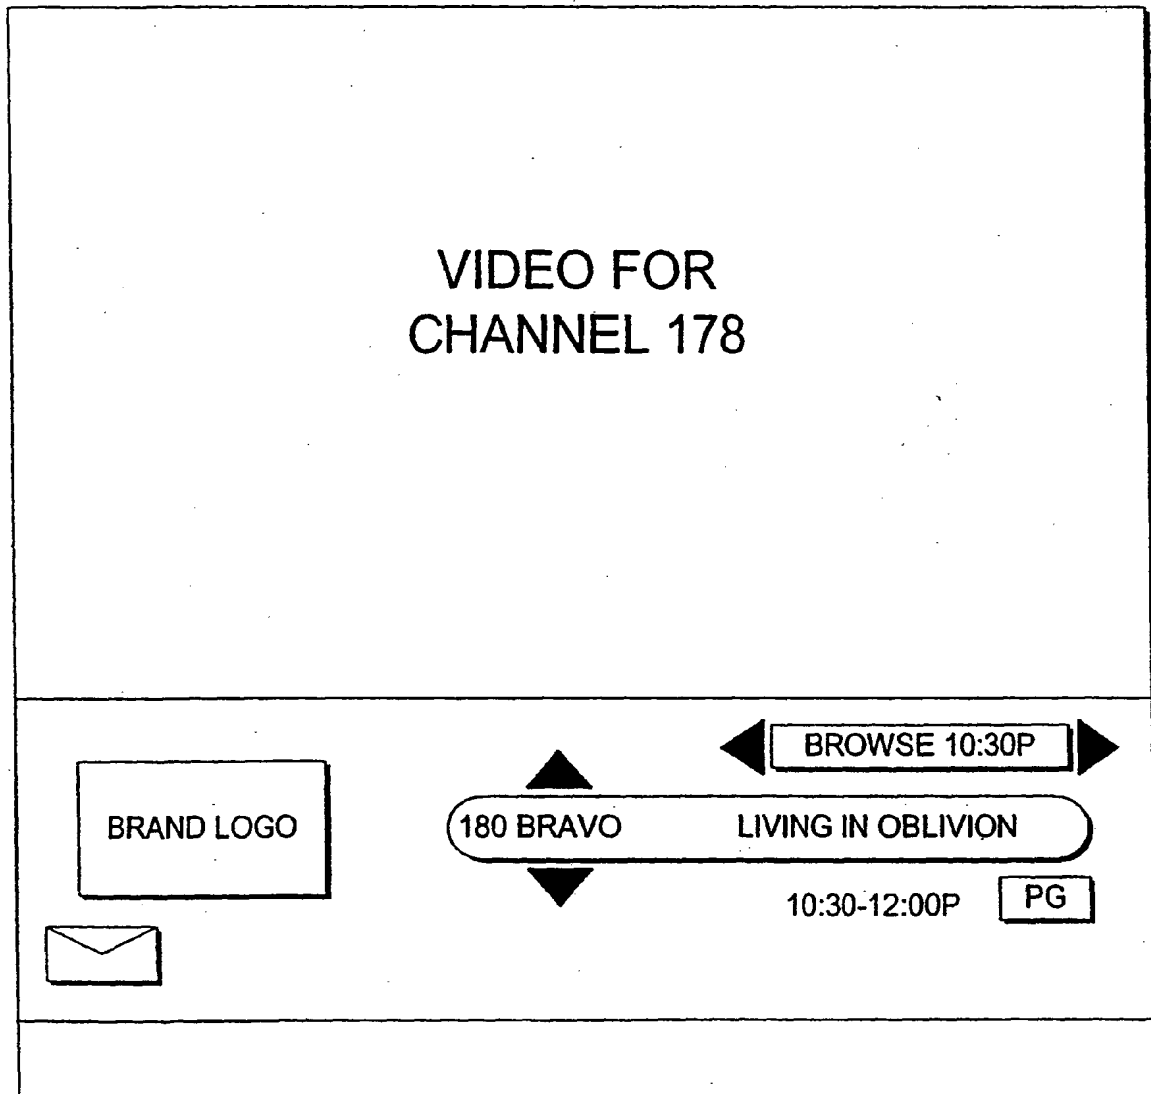 VIDEO FOR
CHANNEL 178
BROWSE 10:30P
BRAND LOGO
180 BRAVO LIVING IN OBLIVION
10:30-12:00P PG